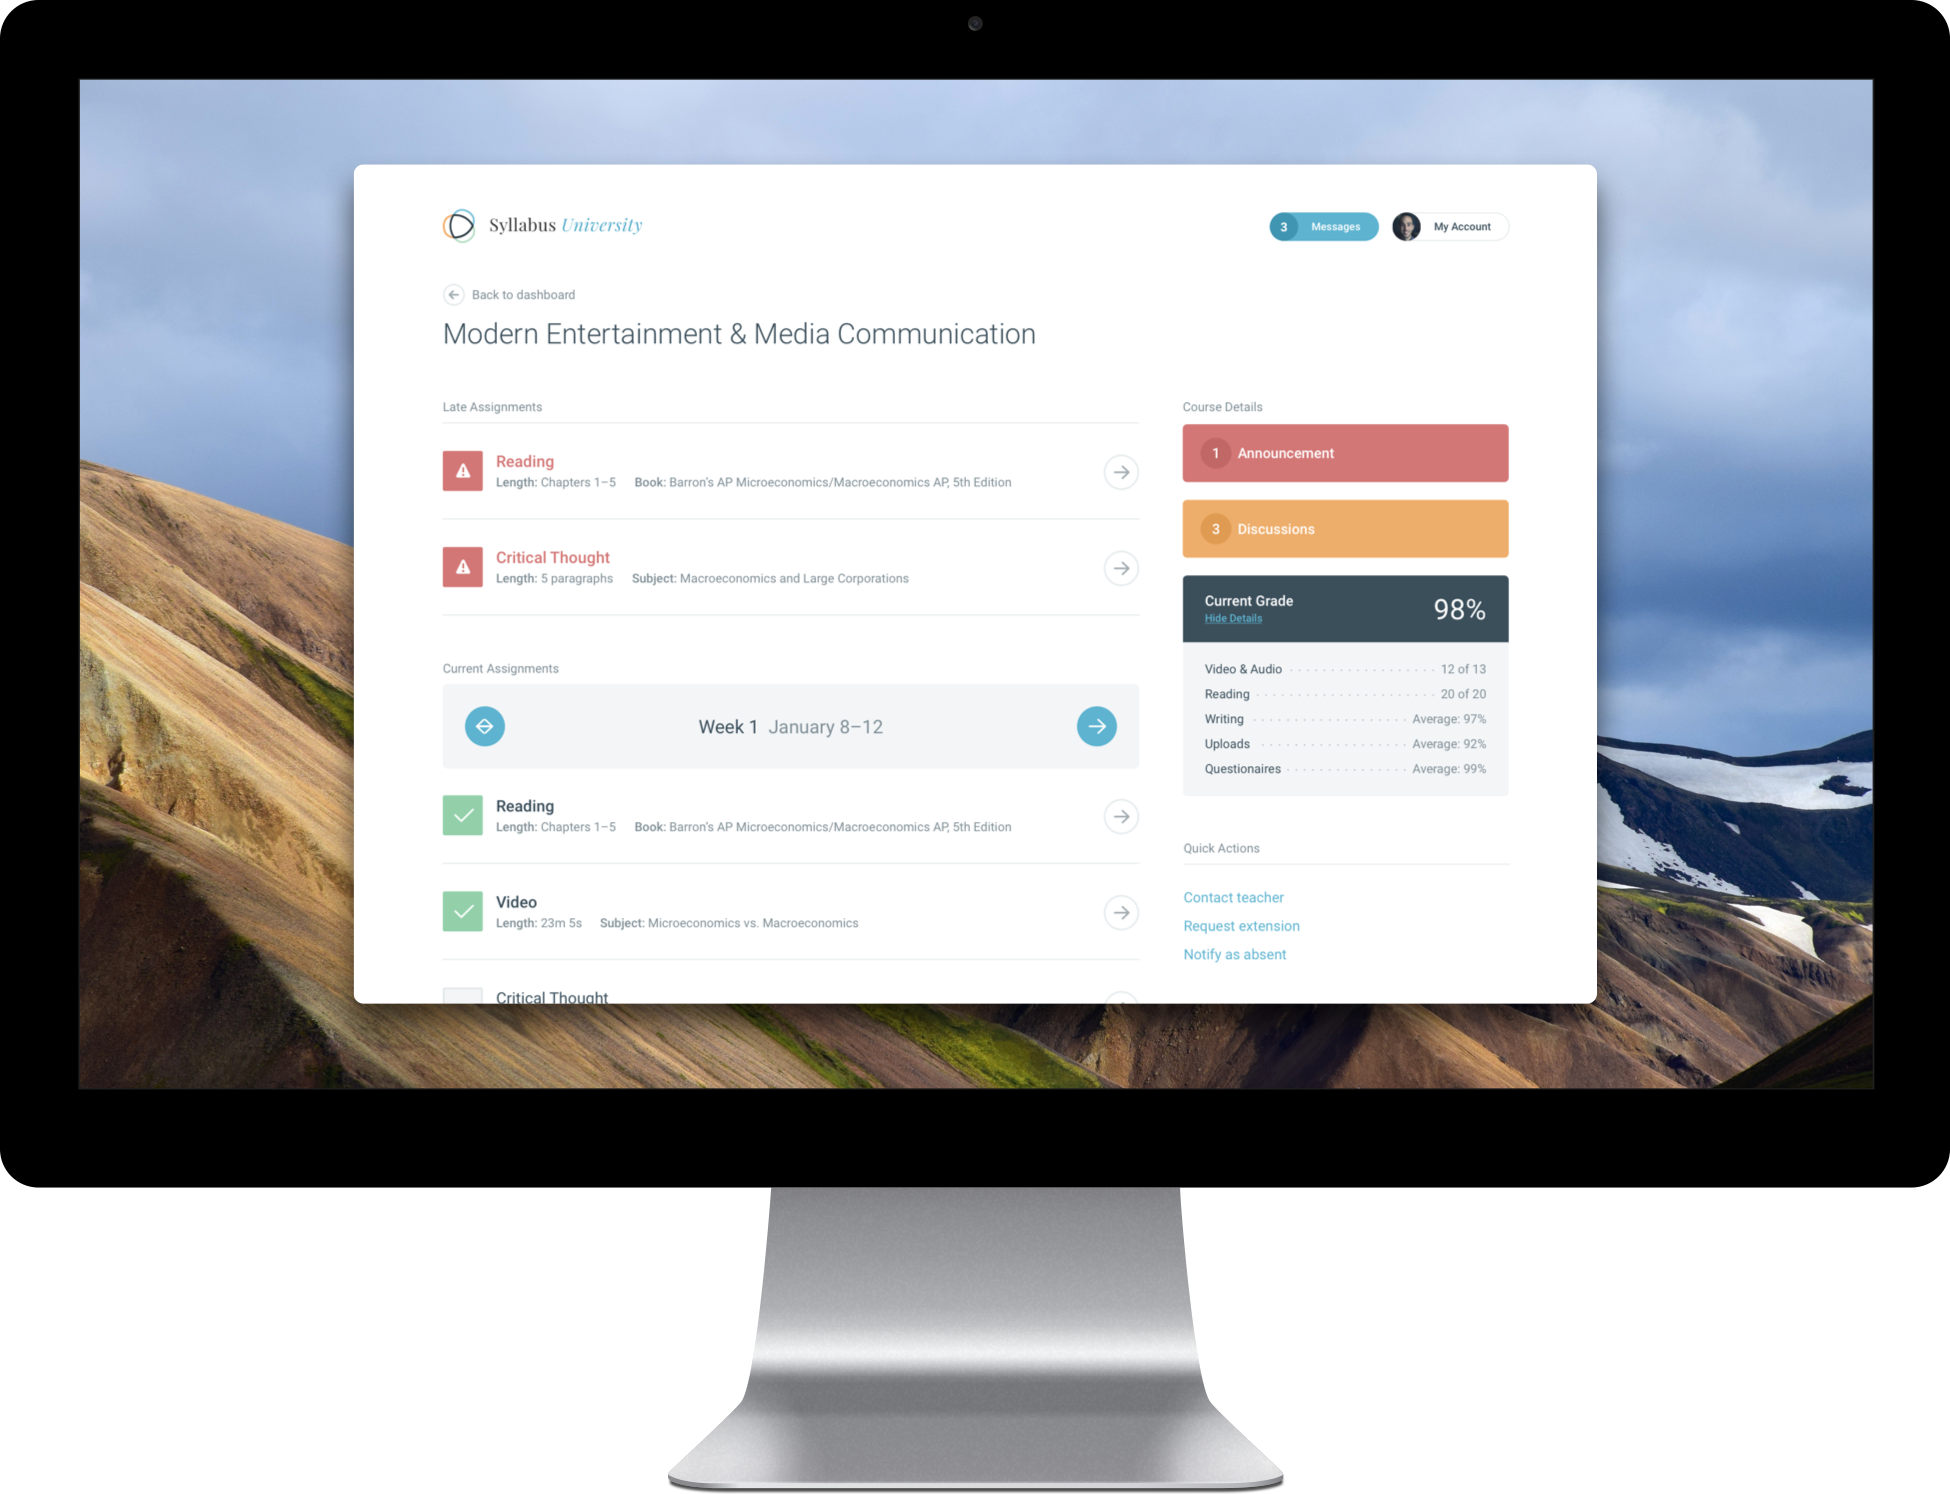 Syllabus University
3 Messages
My Account
Back to dashboard
Modern Entertainment & Media Communication
Late Assignments
Reading
Length: Chapters 1–5 Book: Barron's AP Microeconomics/Macroeconomics AP, 5th Edition
Critical Thought
Length: 5 paragraphs Subject: Macroeconomics and Large Corporations
Current Assignments
Week 1 January 8–12
Reading
Length: Chapters 1–5 Book: Barron's AP Microeconomics/Macroeconomics AP, 5th Edition
Video
Length: 23m 5s Subject: Microeconomics vs. Macroeconomics
Critical Thought
Course Details
1 Announcement
3 Discussions
Current Grade
Hide Details
98%
Video & Audio 12 of 13
Reading 20 of 20
Writing Average: 97%
Uploads Average: 92%
Questionaires Average: 99%
Quick Actions
Contact teacher
Request extension
Notify as absent